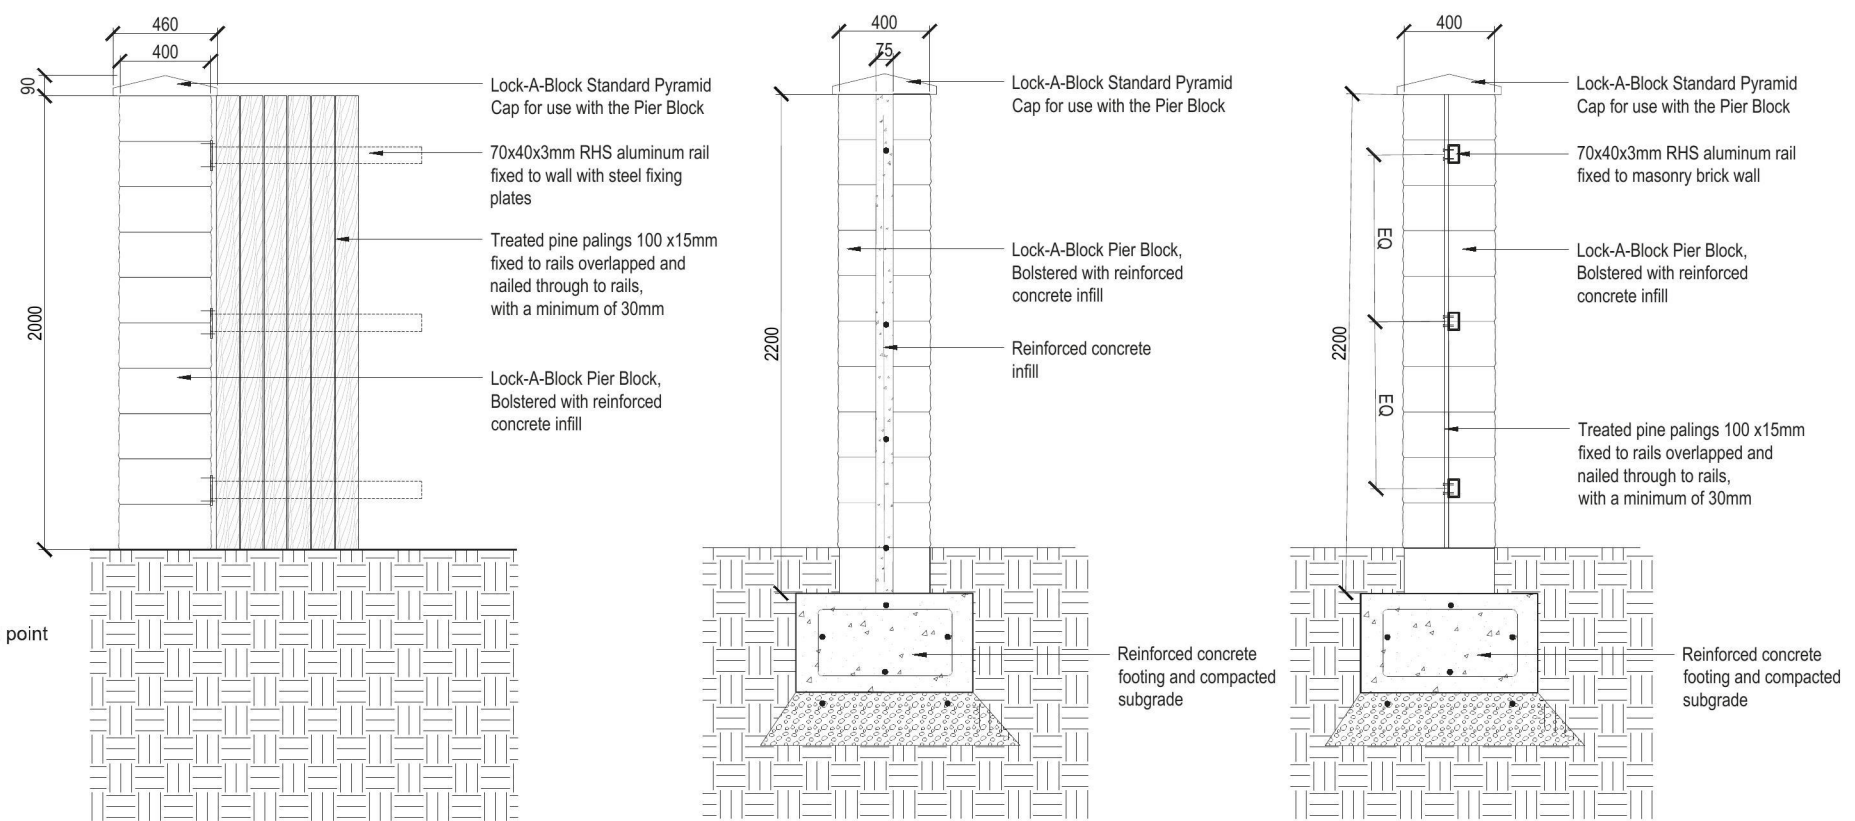 460
400
90
Lock-A-Block Standard Pyramid
Cap for use with the Pier Block
70x40x3mm RHS aluminum rail
fixed to wall with steel fixing
plates
Treated pine palings 100 x15mm
fixed to rails overlapped and
nailed through to rails,
with a minimum of 30mm
2000
Lock-A-Block Pier Block,
Bolstered with reinforced
concrete infill
point
400
75
Lock-A-Block Standard Pyramid
Cap for use with the Pier Block
Lock-A-Block Pier Block,
Bolstered with reinforced
concrete infill
2200
Reinforced concrete
infill
Reinforced concrete
footing and compacted
subgrade
400
Lock-A-Block Standard Pyramid
Cap for use with the Pier Block
70x40x3mm RHS aluminum rail
fixed to masonry brick wall
EQ
Lock-A-Block Pier Block,
Bolstered with reinforced
concrete infill
2200
EQ
Treated pine palings 100 x15mm
fixed to rails overlapped and
nailed through to rails,
with a minimum of 30mm
Reinforced concrete
footing and compacted
subgrade